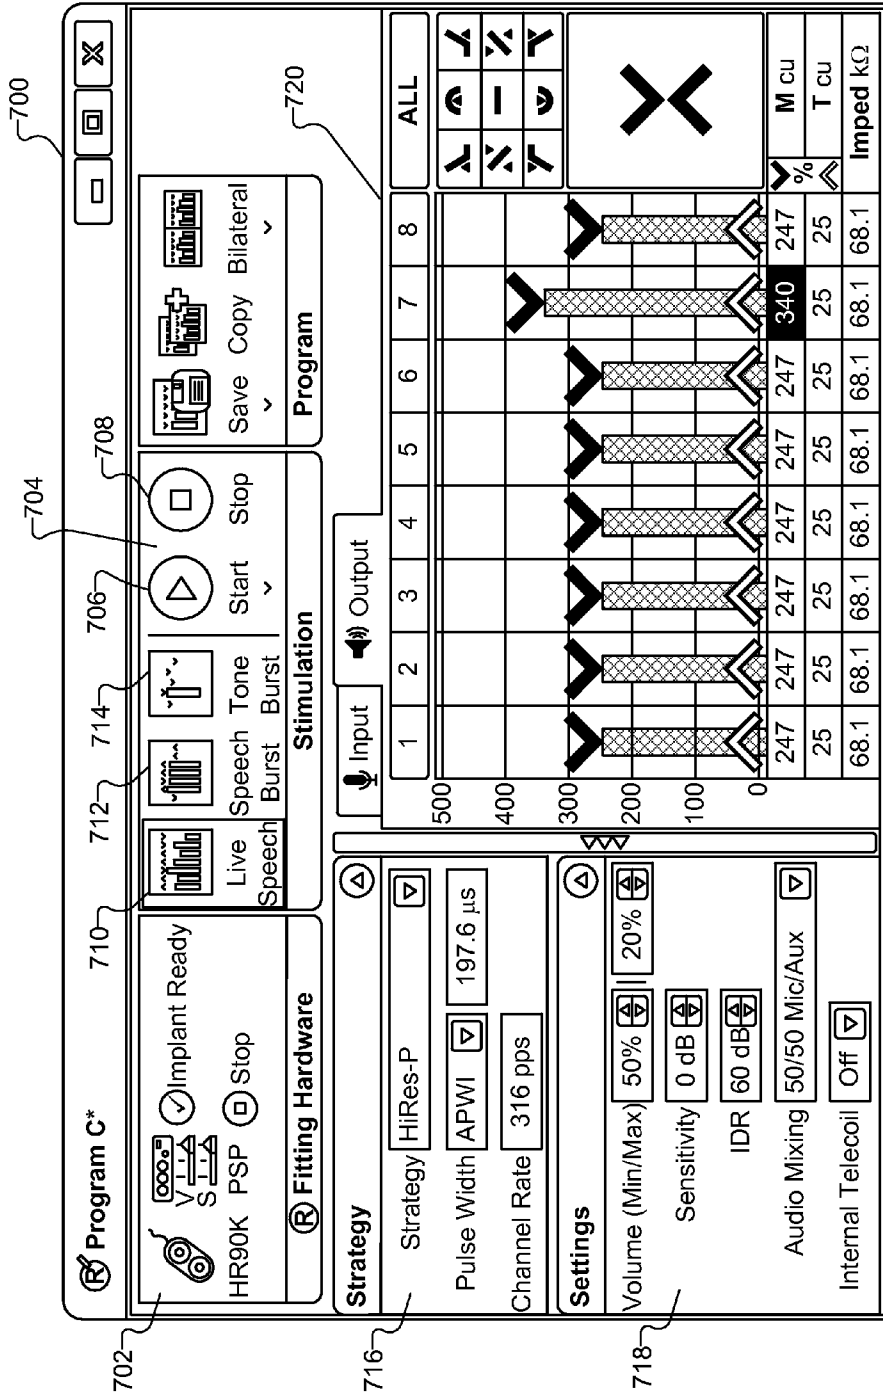 700
R Program C*
702
HR90K PSP
V
S
Implant Ready
Stop
R Fitting Hardware
710
712
714
706
704
708
Live Speech
Speech Burst
Tone Burst
Start
Stop
Stimulation
Save
Copy
Bilateral
Program
716
Strategy
Strategy HiRes-P
Pulse Width APWI 197.6 µs
Channel Rate 316 pps
718
Settings
Volume (Min/Max) 50% 20%
Sensitivity 0 dB
IDR 60 dB
Audio Mixing 50/50 Mic/Aux
Internal Telecoil Off
720
Input Output
1 2 3 4 5 6 7 8 ALL
500
400
300
200
100
0
247 247 247 247 247 247 340 247 M cu
%
25 25 25 25 25 25 25 25 T cu
68.1 68.1 68.1 68.1 68.1 68.1 68.1 68.1 Imped kΩ